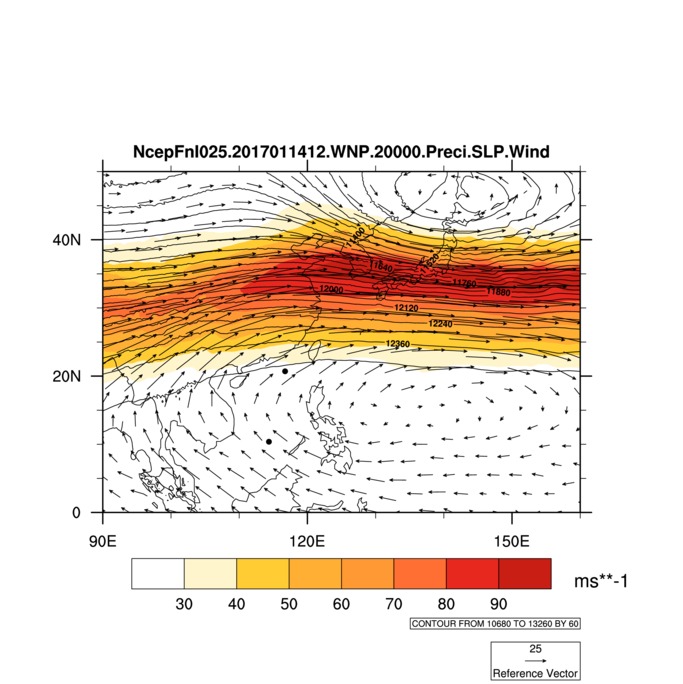 NcepFnl025.2017011412.WNP.20000.Preci.SLP.Wind
40N
20N
0
90E 120E 150E
11400
11640
11520
11760
11880
12000
12120
12240
12360
ms**-1
30 40 50 60 70 80 90
CONTOUR FROM 10680 TO 13260 BY 60
25
Reference Vector